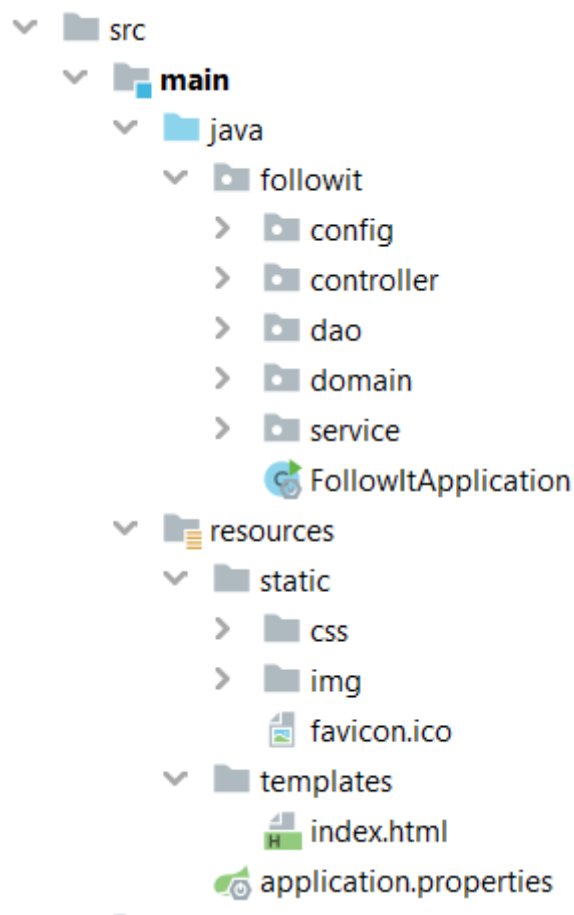 src
main
java
followit
config
controller
dao
domain
service
FollowItApplication
resources
static
css
img
favicon.ico
templates
index.html
application.properties